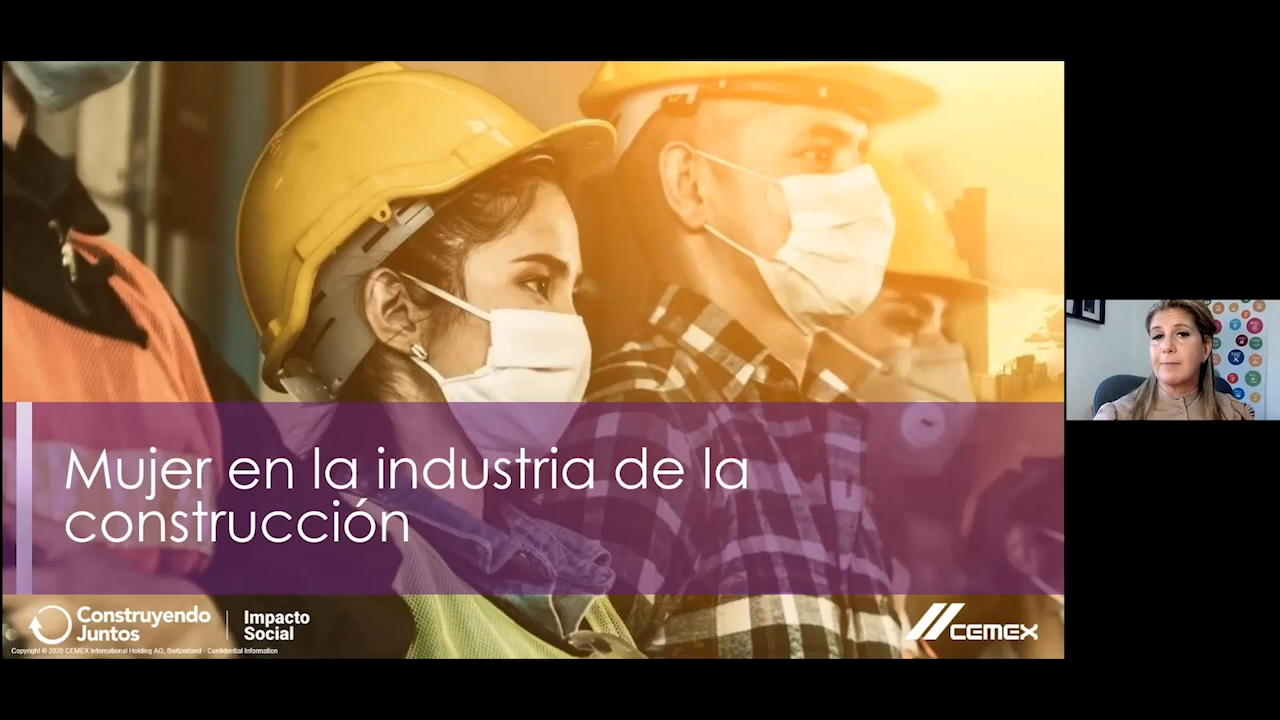 Mujer en la industria de la
construcción
Construyendo
Juntos
Impacto
Social
CEMEX
Copyright © 2020 CEMEX International Holding AG, Switzerland - Confidential Information